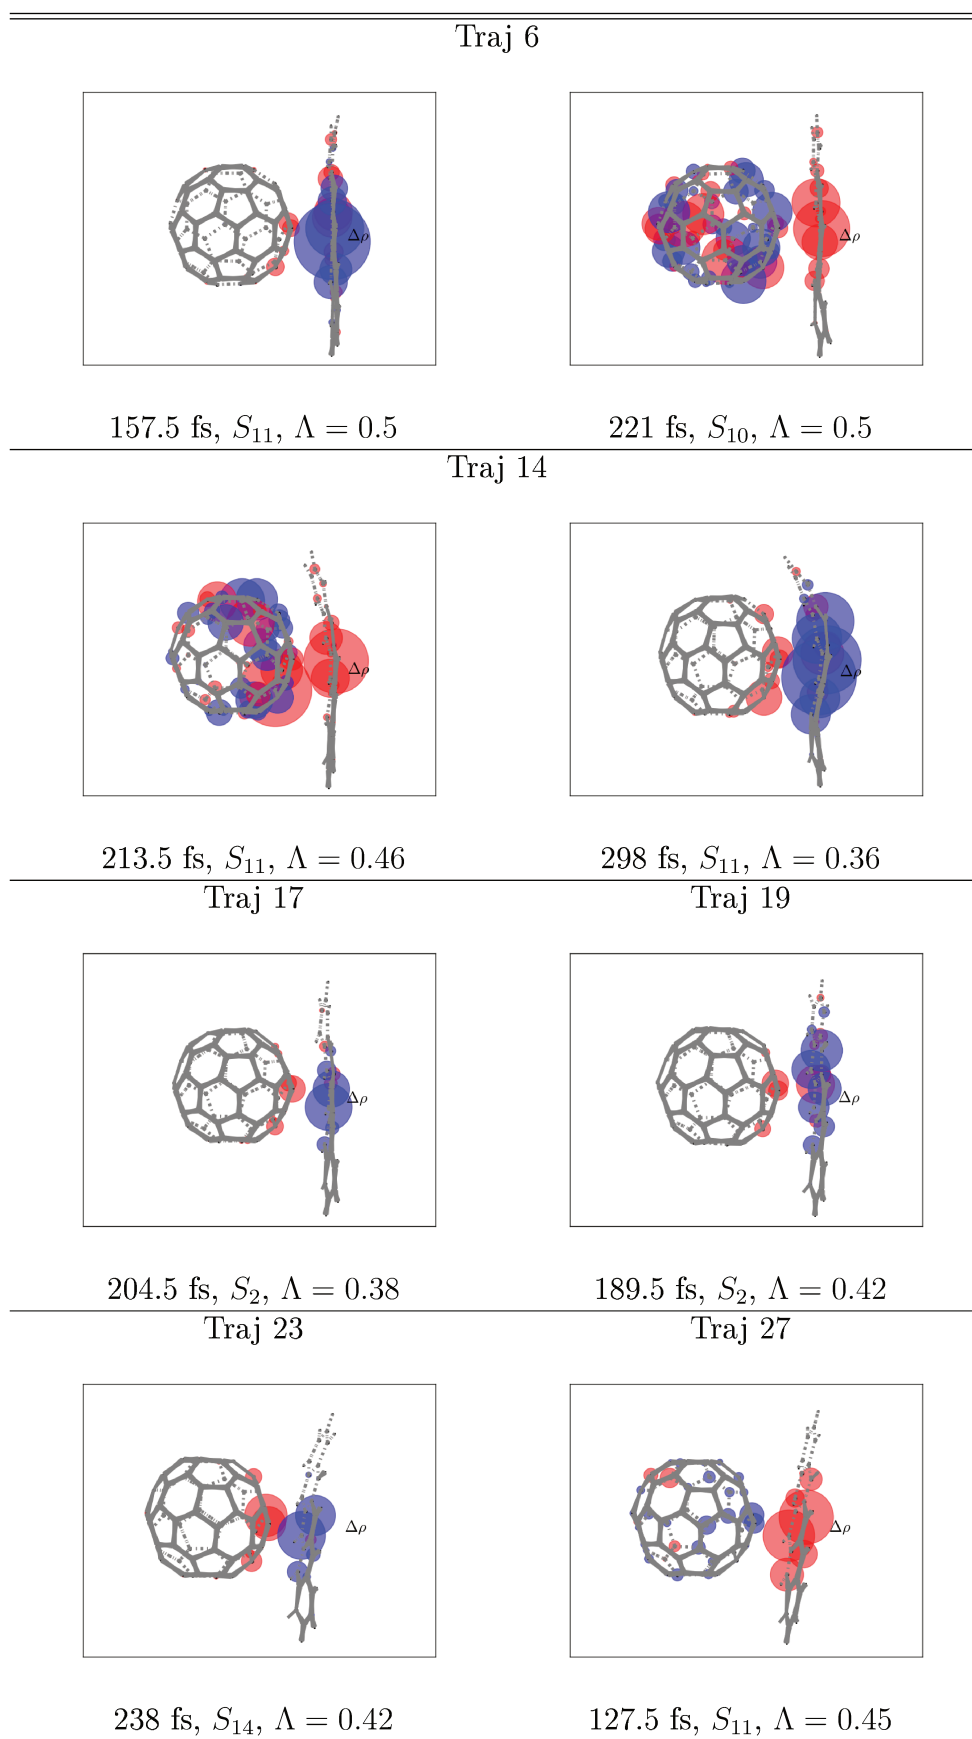 Traj 6
Δρ
Δρ
157.5 fs, S₁₁, Λ = 0.5
221 fs, S₁₀, Λ = 0.5
Traj 14
Δρ
Δρ
213.5 fs, S₁₁, Λ = 0.46
298 fs, S₁₁, Λ = 0.36
Traj 17
Traj 19
Δρ
Δρ
204.5 fs, S₂, Λ = 0.38
189.5 fs, S₂, Λ = 0.42
Traj 23
Traj 27
Δρ
Δρ
238 fs, S₁₄, Λ = 0.42
127.5 fs, S₁₁, Λ = 0.45